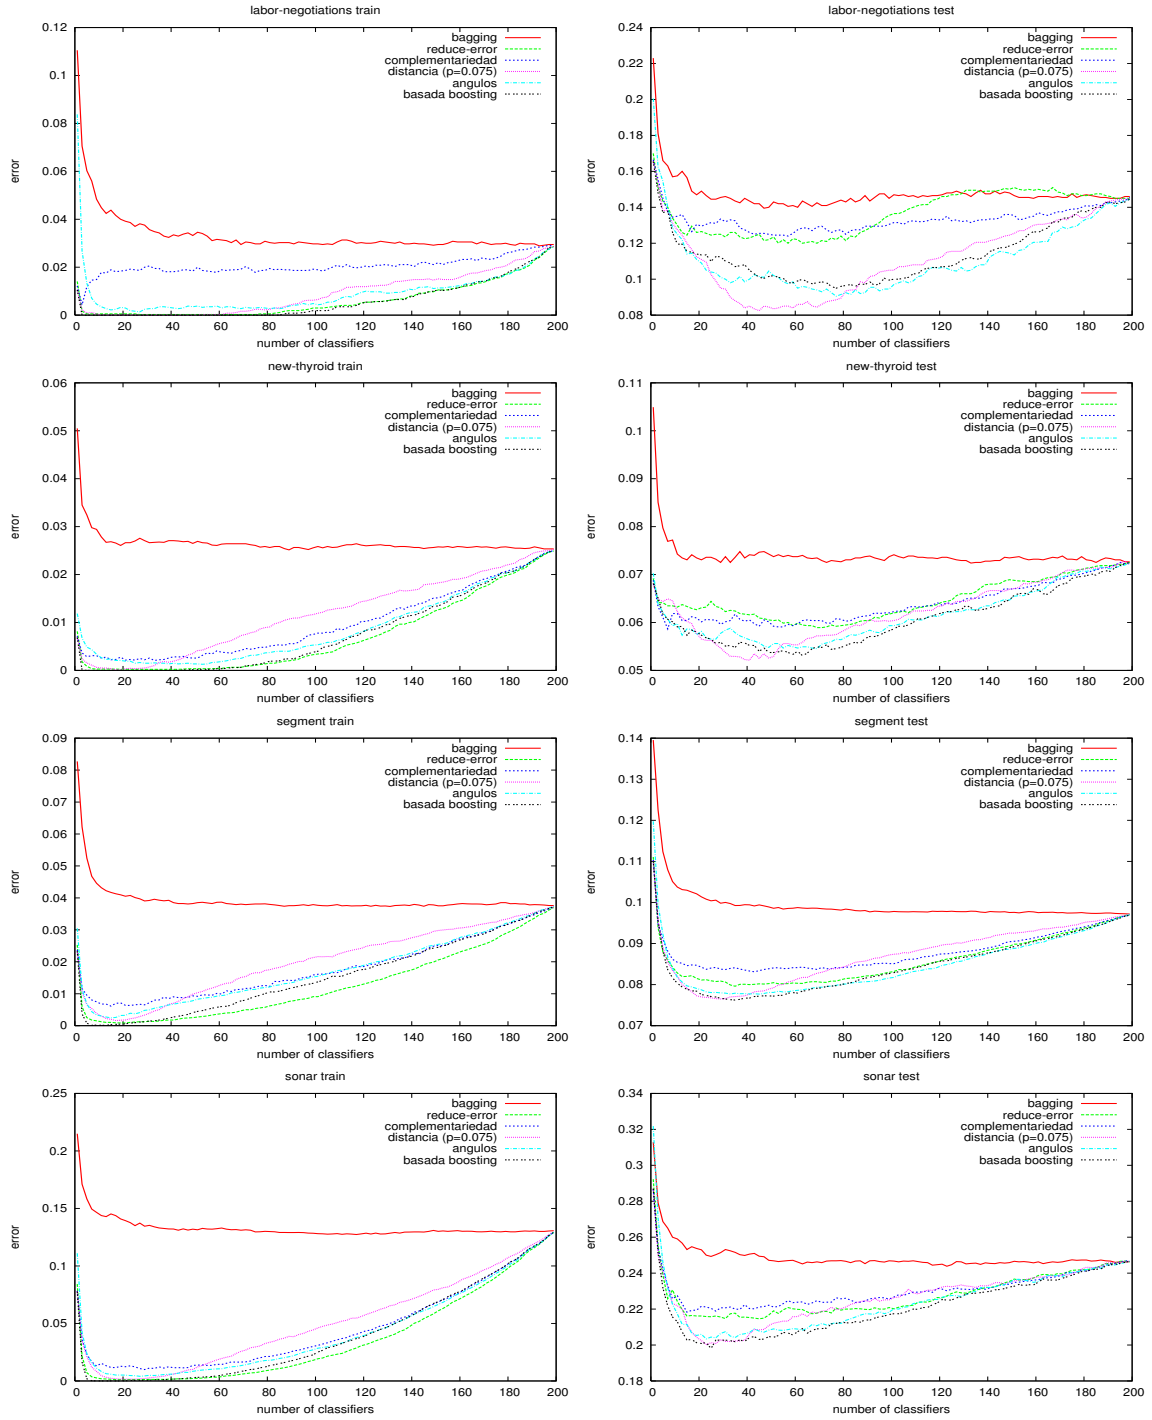 labor-negotiations train
error
0.12
0.1
0.08
0.06
0.04
0.02
0
bagging
reduce-error
complementariedad
distancia (p=0.075)
angulos
basada boosting
0 20 40 60 80 100 120 140 160 180 200
number of classifiers
labor-negotiations test
error
0.24
0.22
0.2
0.18
0.16
0.14
0.12
0.1
0.08
bagging
reduce-error
complementariedad
distancia (p=0.075)
angulos
basada boosting
0 20 40 60 80 100 120 140 160 180 200
number of classifiers
new-thyroid train
error
0.06
0.05
0.04
0.03
0.02
0.01
0
bagging
reduce-error
complementariedad
distancia (p=0.075)
angulos
basada boosting
0 20 40 60 80 100 120 140 160 180 200
number of classifiers
new-thyroid test
error
0.11
0.1
0.09
0.08
0.07
0.06
0.05
bagging
reduce-error
complementariedad
distancia (p=0.075)
angulos
basada boosting
0 20 40 60 80 100 120 140 160 180 200
number of classifiers
segment train
error
0.09
0.08
0.07
0.06
0.05
0.04
0.03
0.02
0.01
0
bagging
reduce-error
complementariedad
distancia (p=0.075)
angulos
basada boosting
0 20 40 60 80 100 120 140 160 180 200
number of classifiers
segment test
error
0.14
0.13
0.12
0.11
0.1
0.09
0.08
0.07
bagging
reduce-error
complementariedad
distancia (p=0.075)
angulos
basada boosting
0 20 40 60 80 100 120 140 160 180 200
number of classifiers
sonar train
error
0.25
0.2
0.15
0.1
0.05
0
bagging
reduce-error
complementariedad
distancia (p=0.075)
angulos
basada boosting
0 20 40 60 80 100 120 140 160 180 200
number of classifiers
sonar test
error
0.34
0.32
0.3
0.28
0.26
0.24
0.22
0.2
0.18
bagging
reduce-error
complementariedad
distancia (p=0.075)
angulos
basada boosting
0 20 40 60 80 100 120 140 160 180 200
number of classifiers